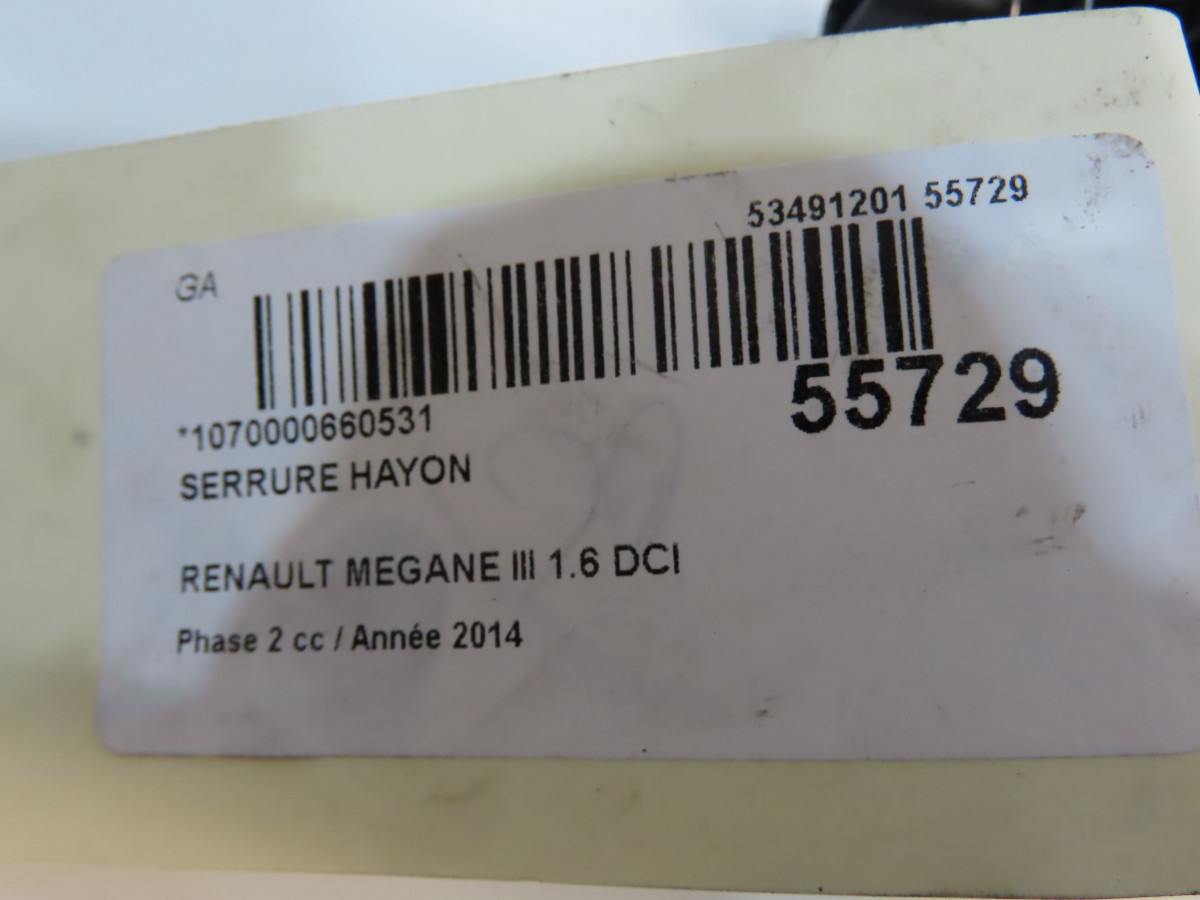 53491201 55729
GA
55729
*1070000660531
SERRURE HAYON
RENAULT MEGANE III 1.6 DCI
Phase 2 cc / Année 2014